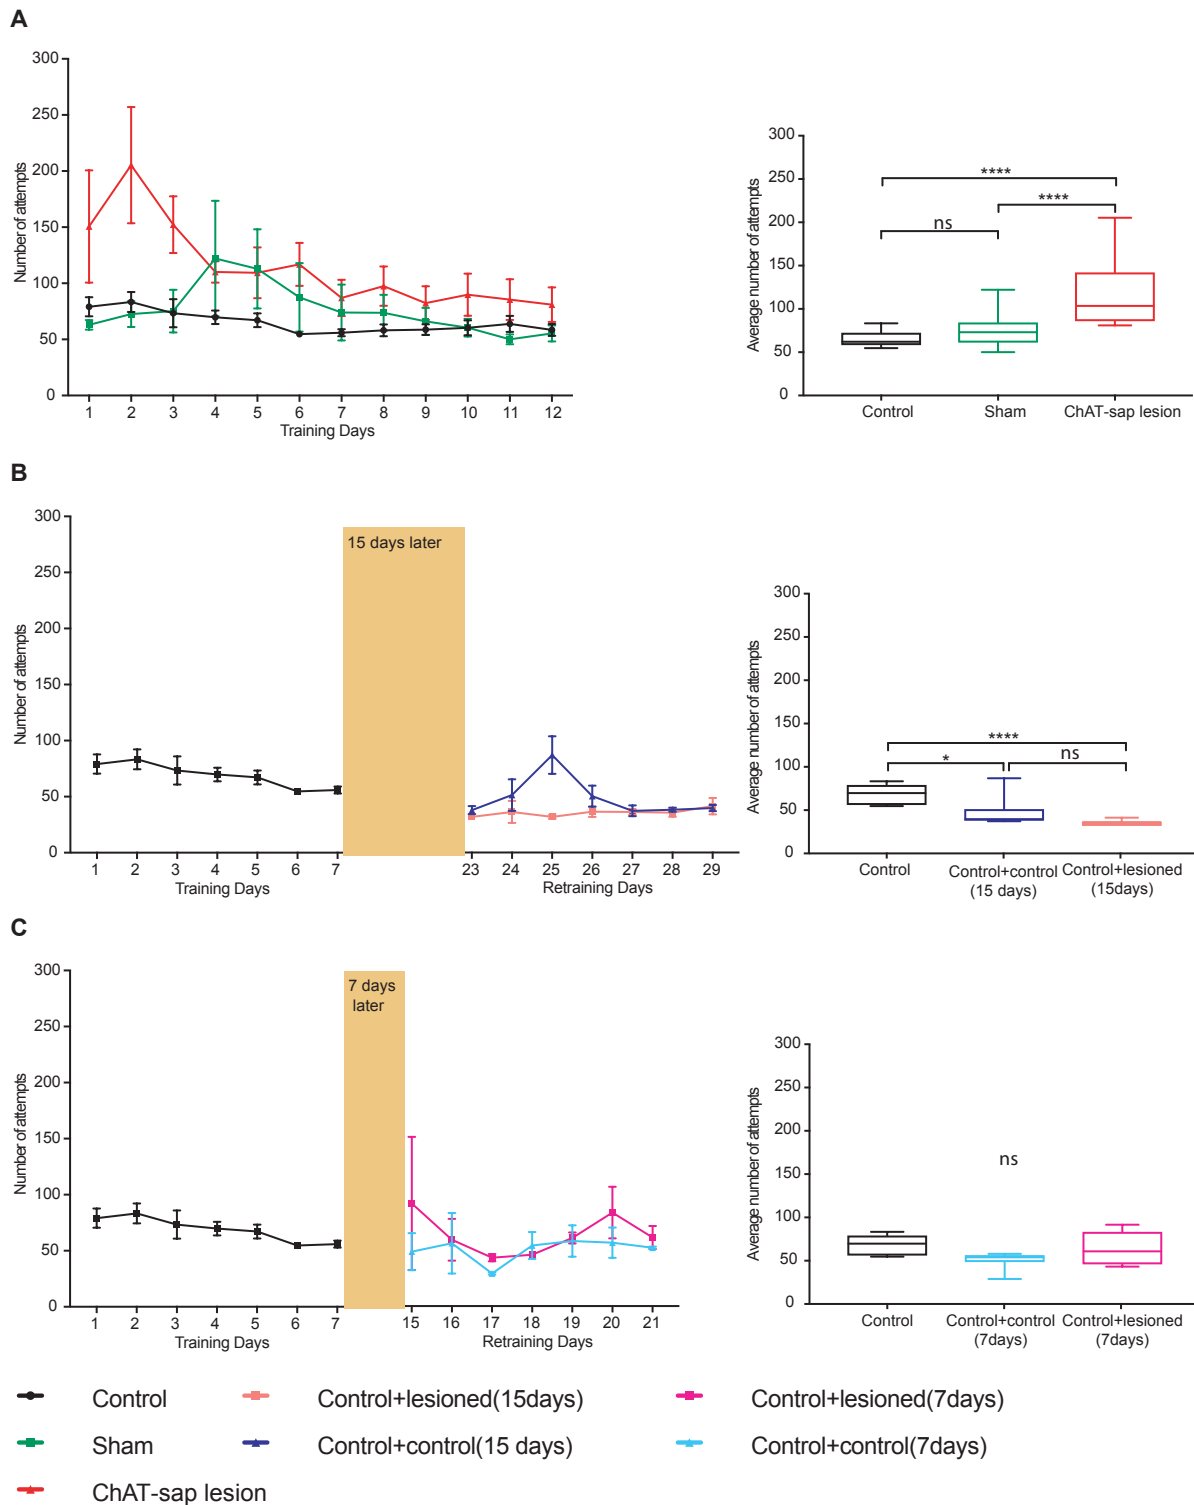 A
300
250
200
150
100
50
0
Number of attempts
1 2 3 4 5 6 7 8 9 10 11 12
Training Days
300
250
200
150
100
50
0
Average number of attempts
****
****
ns
Control Sham ChAT-sap lesion
B
300
250
200
150
100
50
0
Number of attempts
15 days later
1 2 3 4 5 6 7 23 24 25 26 27 28 29
Training Days Retraining Days
300
250
200
150
100
50
0
Average number of attempts
****
* ns
Control Control+control Control+lesioned
(15 days) (15days)
C
300
250
200
150
100
50
0
Number of attempts
7 days
later
1 2 3 4 5 6 7 15 16 17 18 19 20 21
Training Days Retraining Days
300
250
200
150
100
50
0
Average number of attempts
ns
Control Control+control Control+lesioned
(7days) (7days)
Control Control+lesioned(15days) Control+lesioned(7days)
Sham Control+control(15 days) Control+control(7days)
ChAT-sap lesion